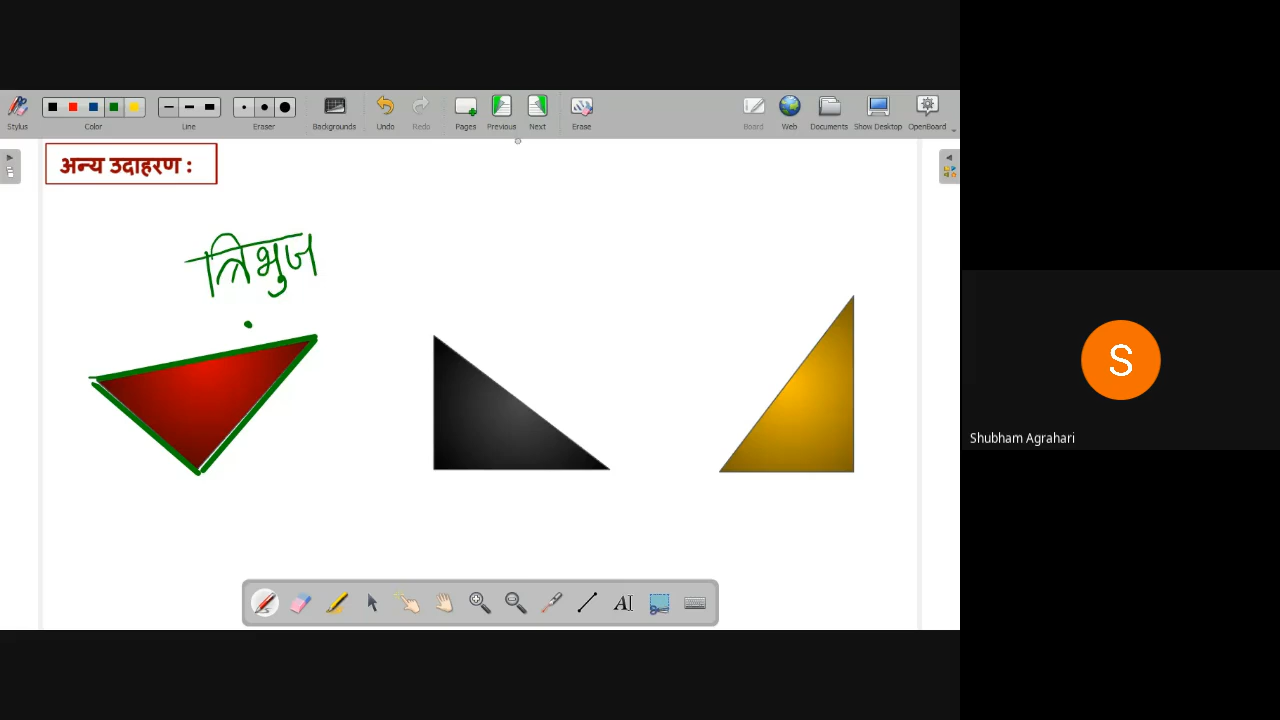 Stylus
Color
Line
Eraser
Backgrounds
Undo
Redo
Pages
Previous
Next
Erase
Board
Web
Documents
Show Desktop
OpenBoard
अन्य उदाहरण :
त्रिभुज
S
Shubham Agrahari
AI